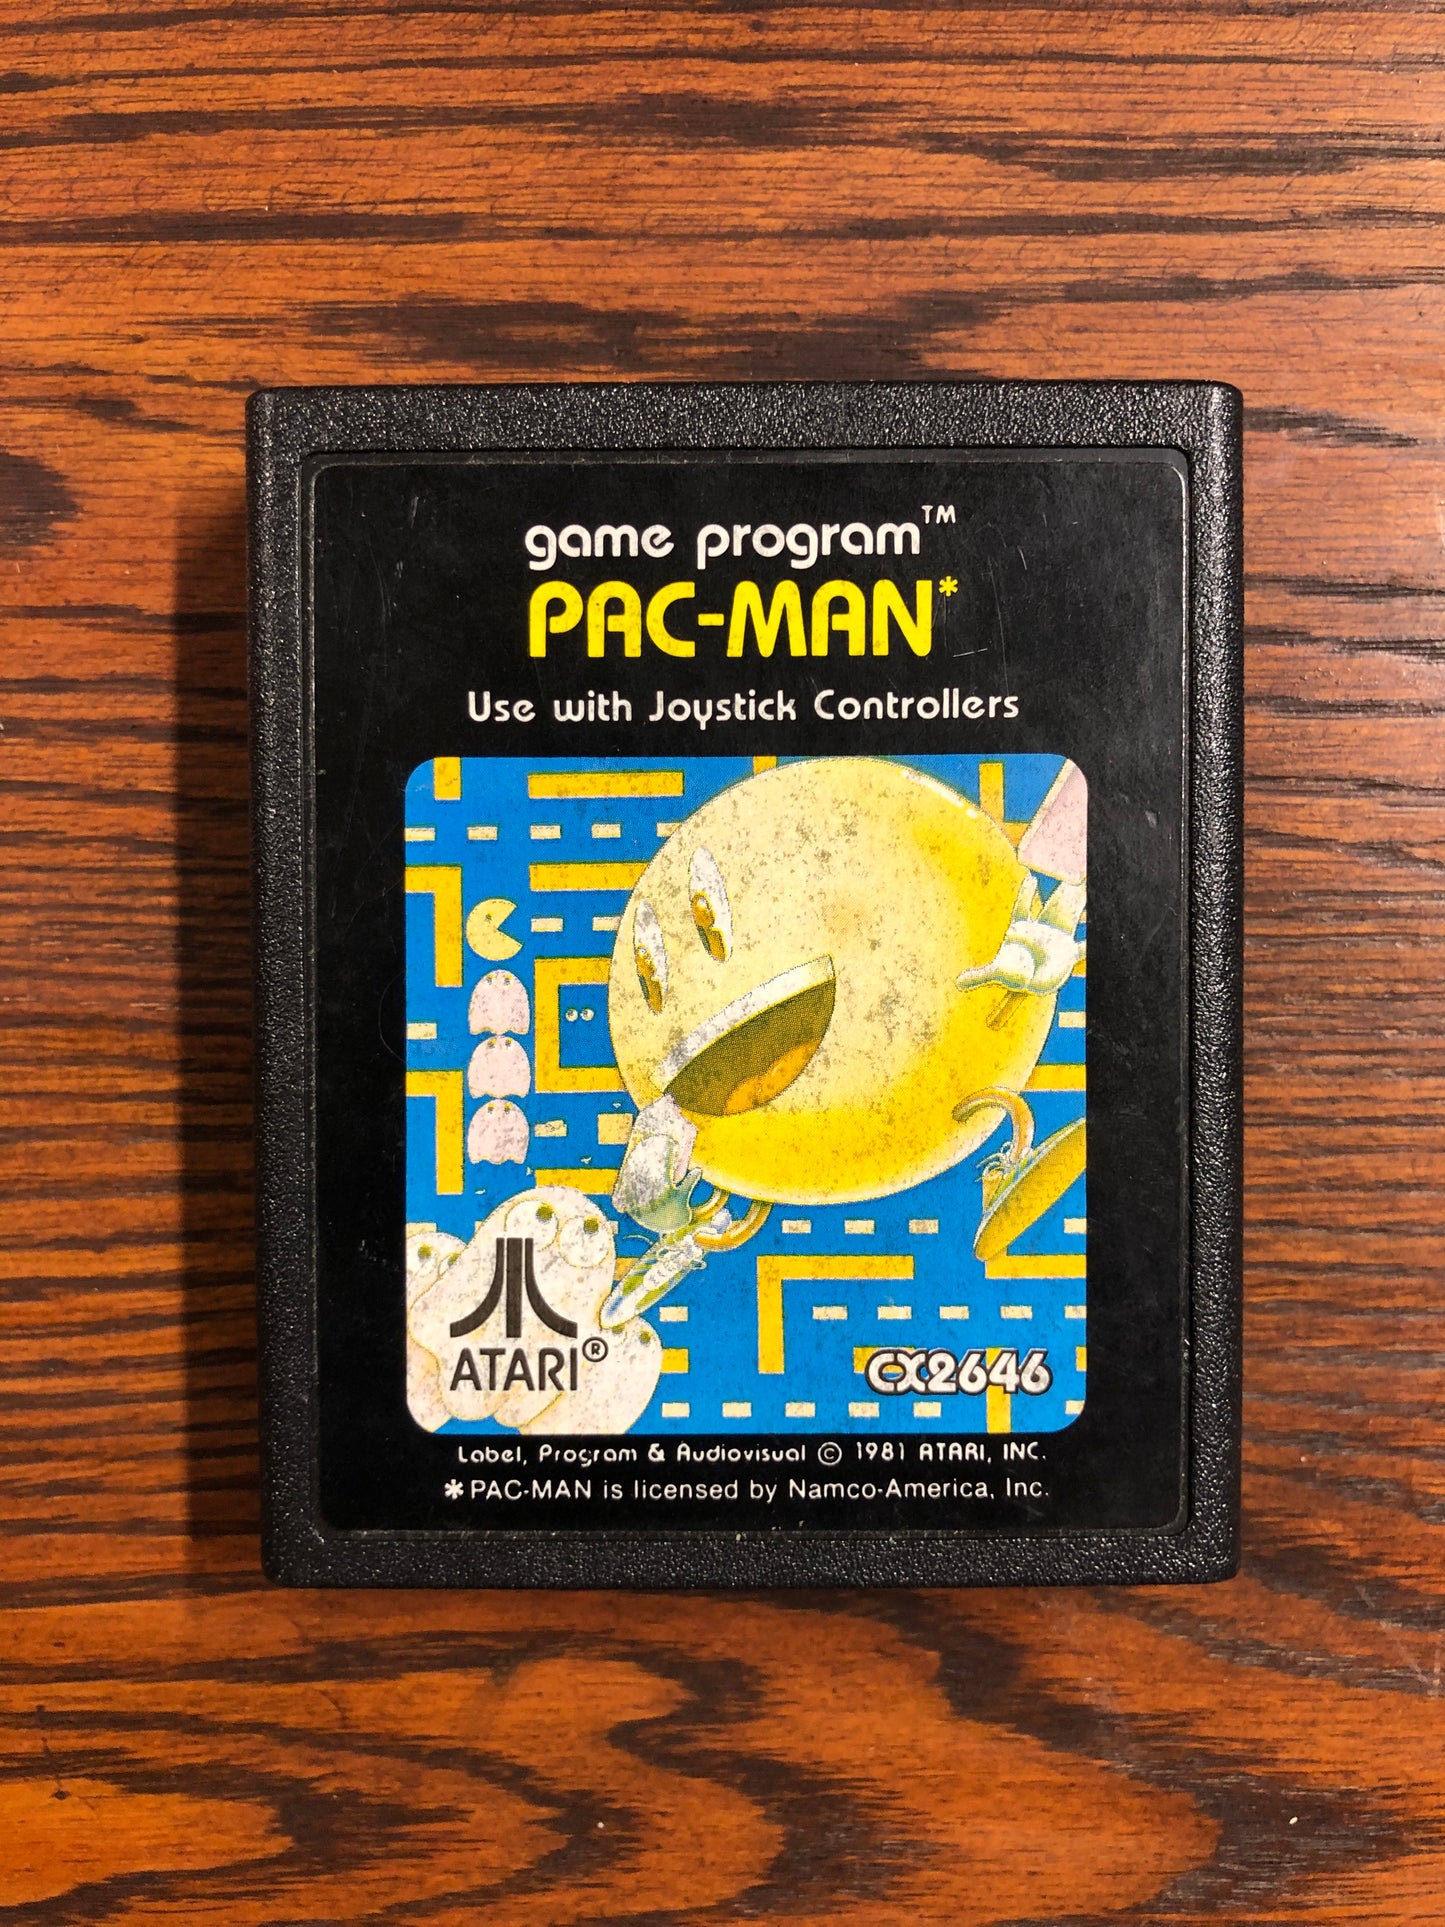 game program™
PAC-MAN*
Use with Joystick Controllers
ATARI®
CX2646
Label, Program & Audiovisual © 1981 ATARI, INC.
*PAC-MAN is licensed by Namco-America, Inc.